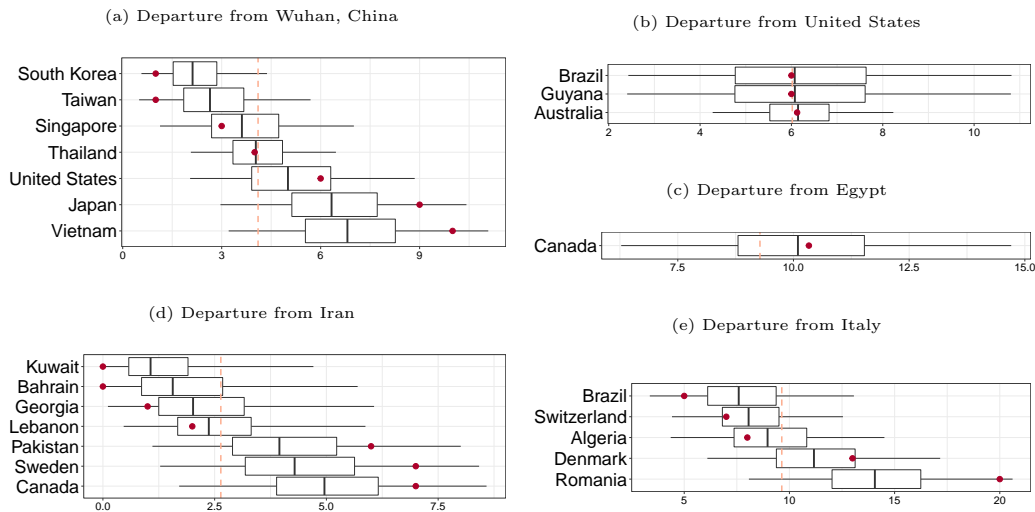 (a) Departure from Wuhan, China
South Korea
Taiwan
Singapore
Thailand
United States
Japan
Vietnam
0 3 6 9
(b) Departure from United States
Brazil
Guyana
Australia
2 4 6 8 10
(c) Departure from Egypt
Canada
7.5 10.0 12.5 15.0
(d) Departure from Iran
Kuwait
Bahrain
Georgia
Lebanon
Pakistan
Sweden
Canada
0.0 2.5 5.0 7.5
(e) Departure from Italy
Brazil
Switzerland
Algeria
Denmark
Romania
5 10 15 20